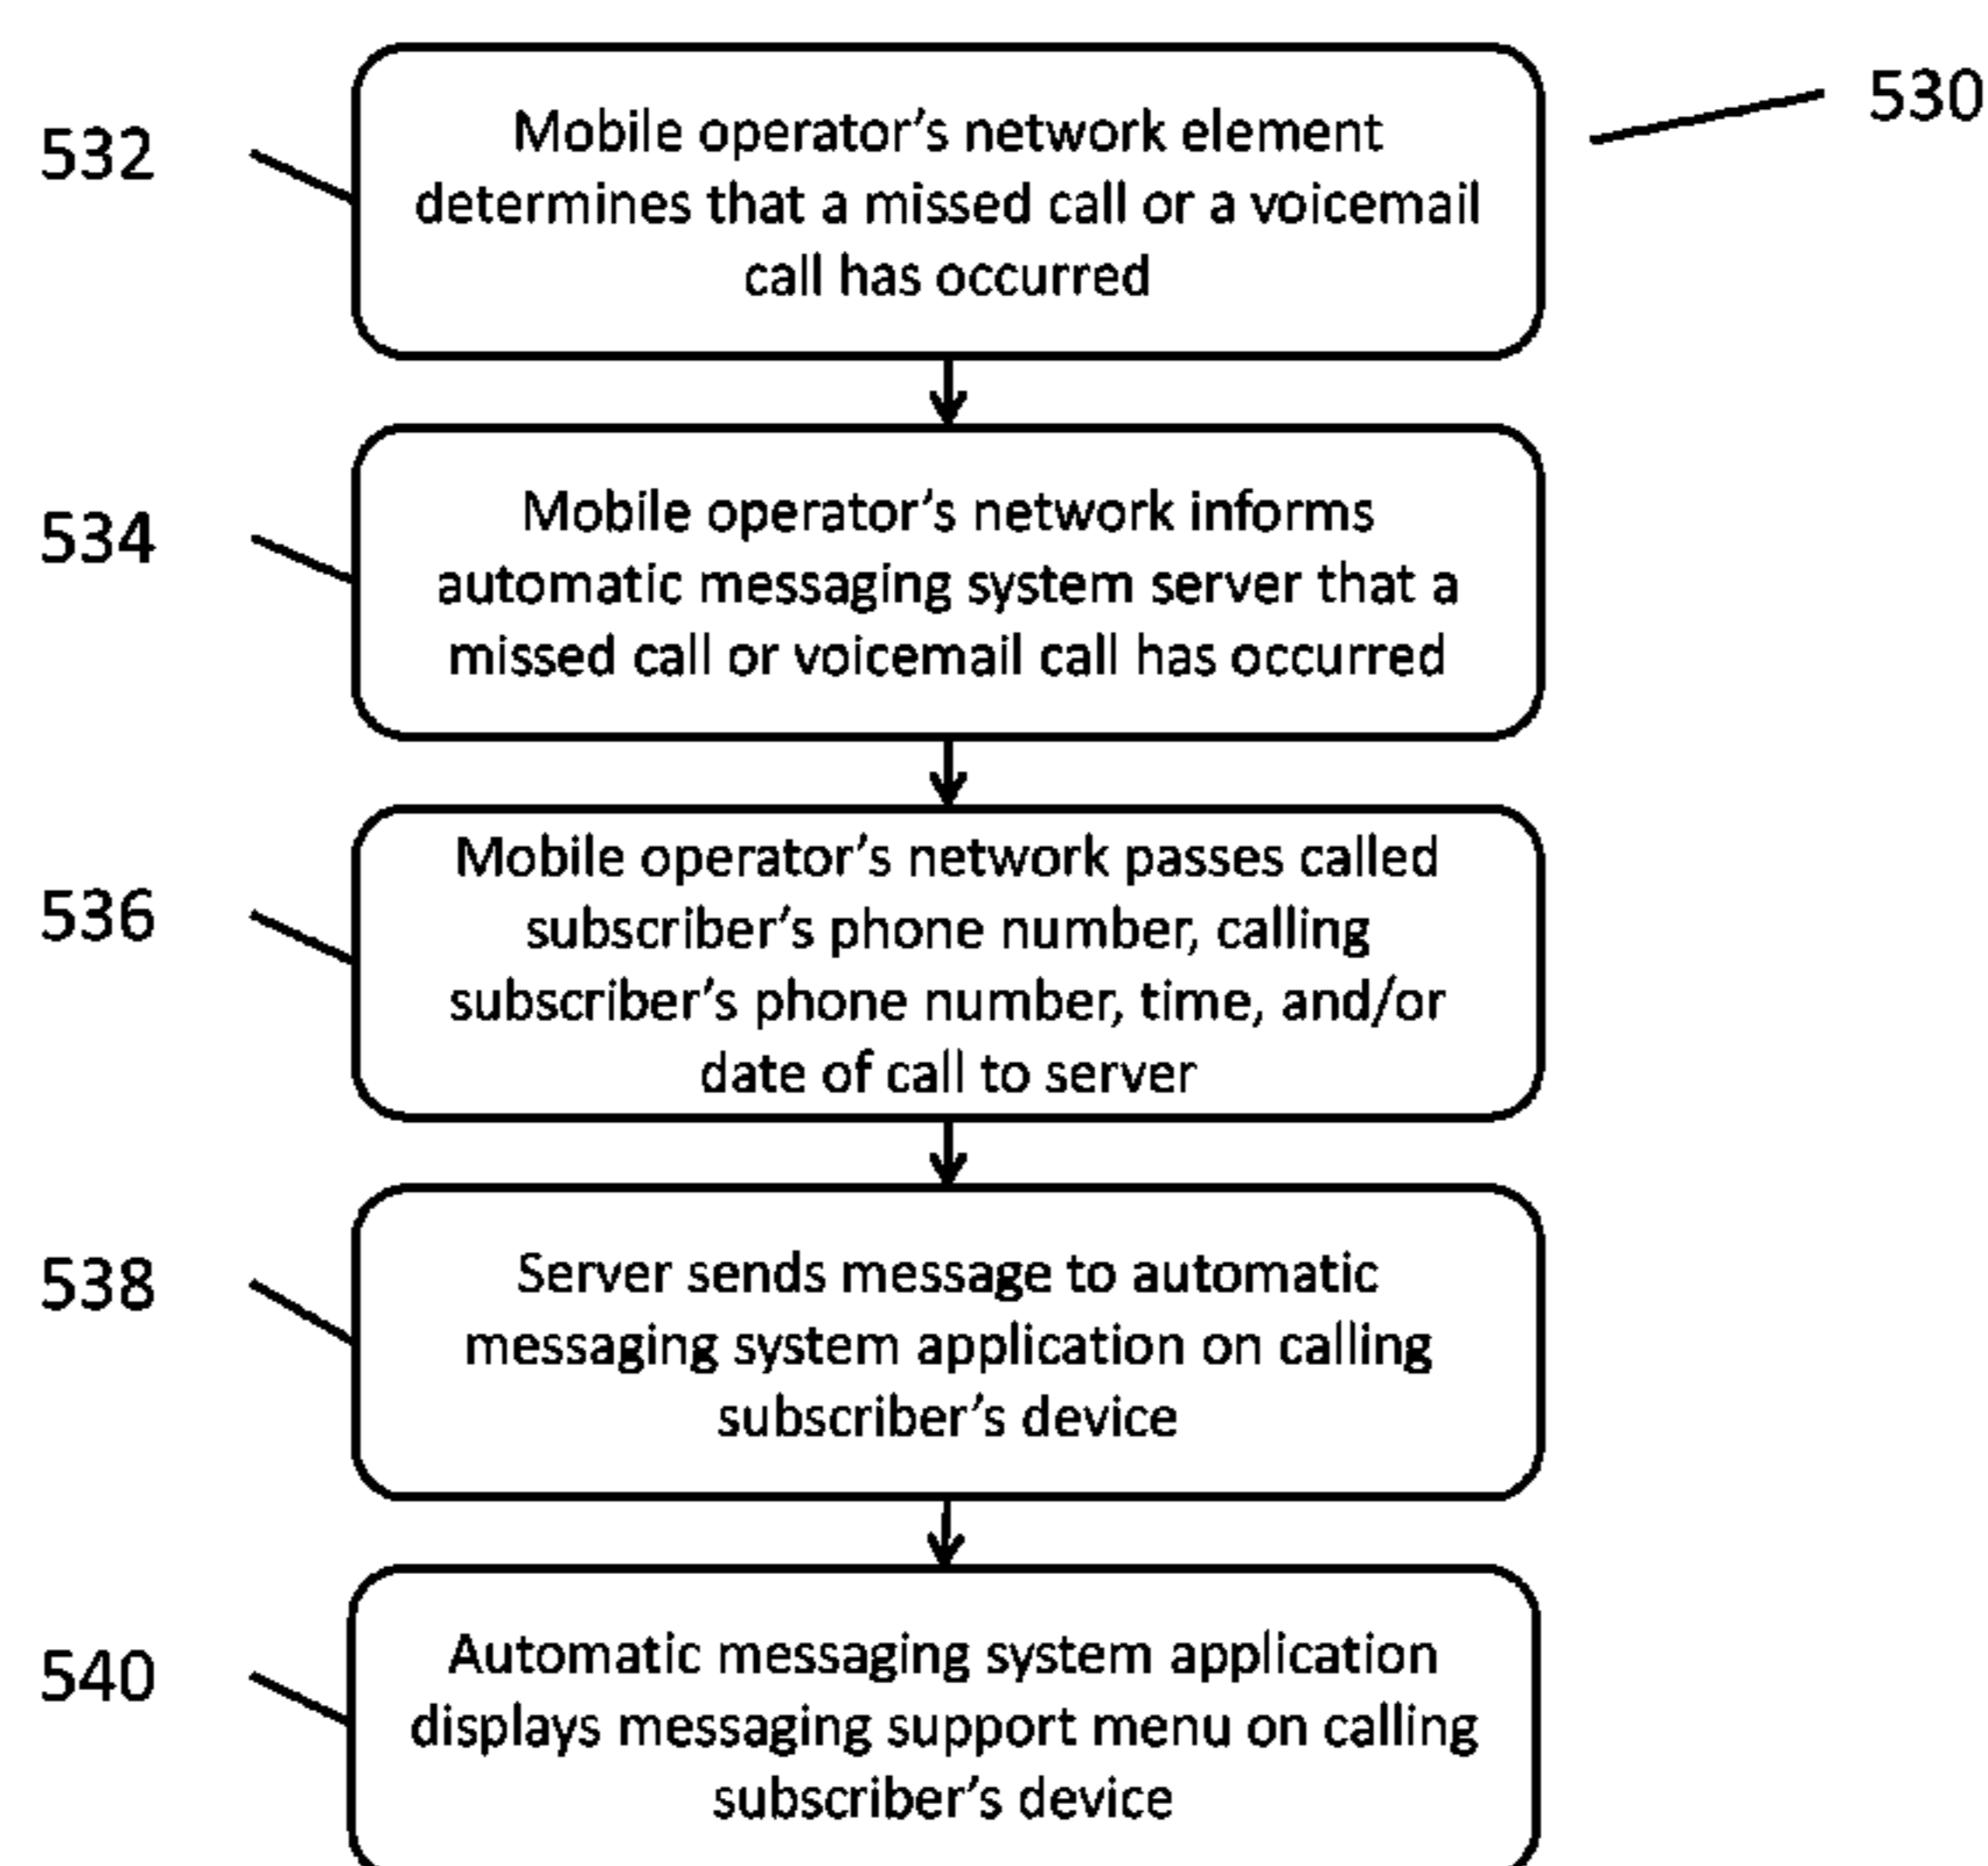 530
532
Mobile operator’s network element
determines that a missed call or a voicemail
call has occurred
534
Mobile operator’s network informs
automatic messaging system server that a
missed call or voicemail call has occurred
536
Mobile operator’s network passes called
subscriber’s phone number, calling
subscriber’s phone number, time, and/or
date of call to server
538
Server sends message to automatic
messaging system application on calling
subscriber’s device
540
Automatic messaging system application
displays messaging support menu on calling
subscriber’s device